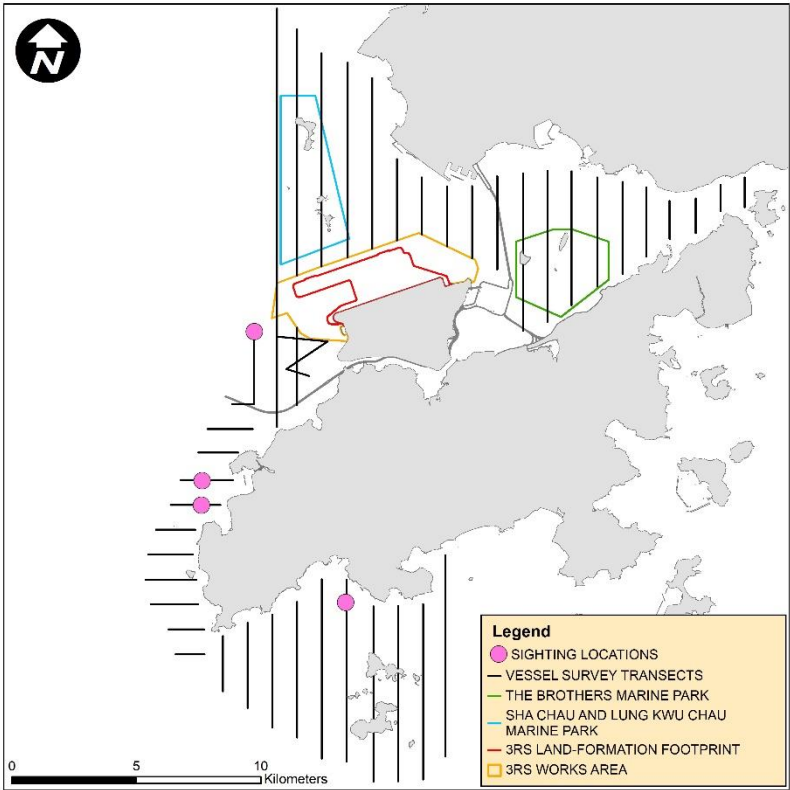 N
Legend
SIGHTING LOCATIONS
VESSEL SURVEY TRANSECTS
THE BROTHERS MARINE PARK
SHA CHAU AND LUNG KWU CHAU
MARINE PARK
3RS LAND-FORMATION FOOTPRINT
3RS WORKS AREA
0 5 10
Kilometers